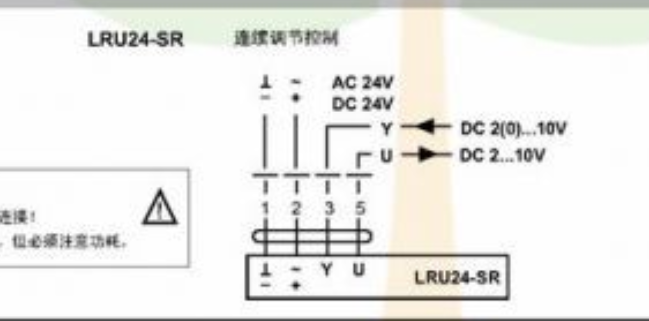 LRU24-SR 连续调节控制
⊥ ~ AC 24V
- + DC 24V
Y DC 2(0)...10V
U DC 2...10V
1 2 3 5
连接!
, 但必须注意功耗。
⊥ ~ Y U LRU24-SR
- +